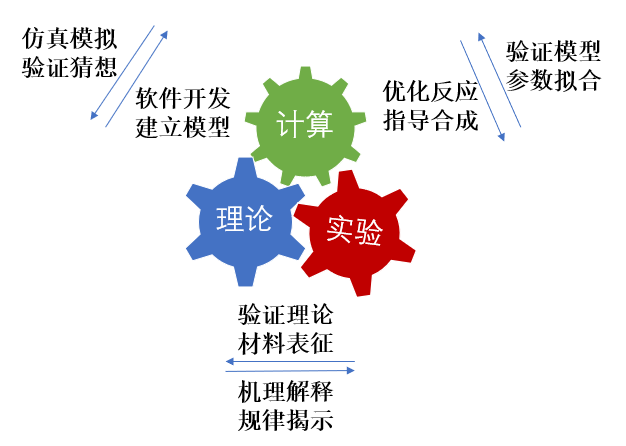 仿真模拟
验证猜想
软件开发
建立模型
计算
优化反应
指导合成
验证模型
参数拟合
理论
实验
验证理论
材料表征
机理解释
规律揭示